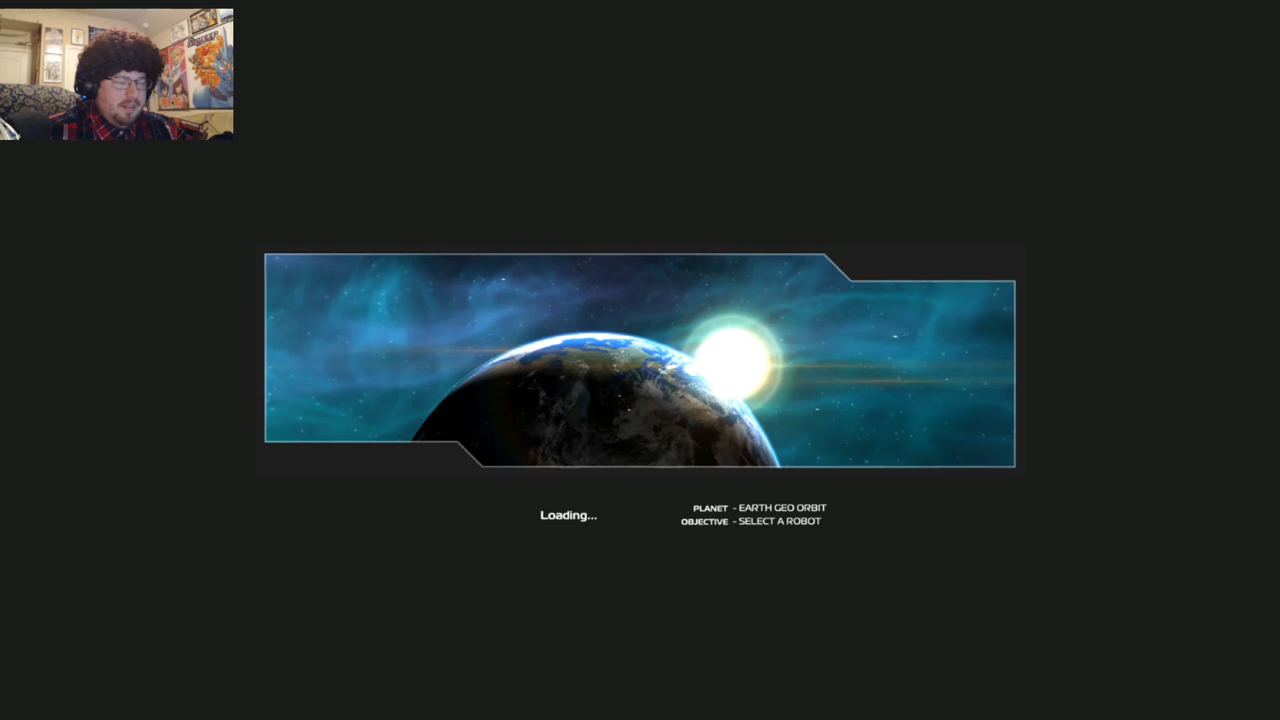 Loading...
PLANET - EARTH GEO ORBIT
OBJECTIVE - SELECT A ROBOT